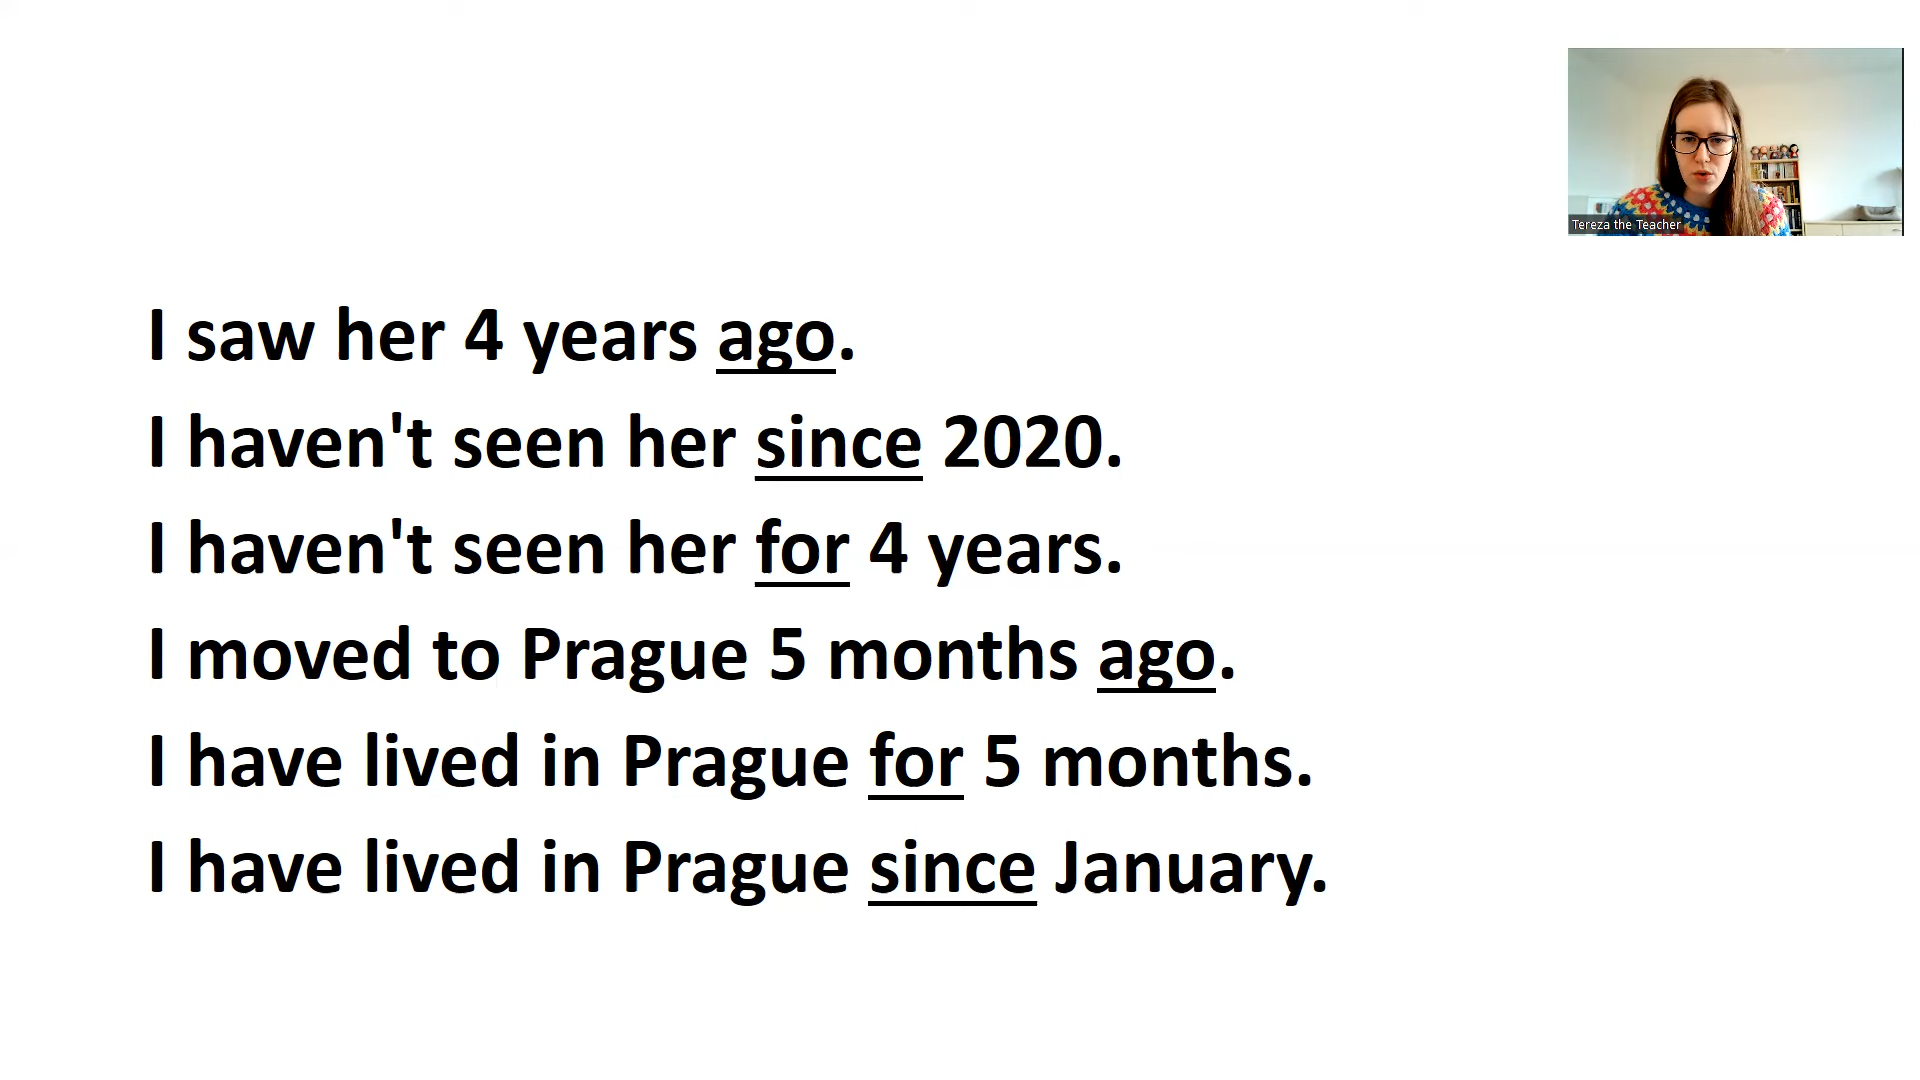 Tereza the Teacher
I saw her 4 years ago.
I haven't seen her since 2020.
I haven't seen her for 4 years.
I moved to Prague 5 months ago.
I have lived in Prague for 5 months.
I have lived in Prague since January.